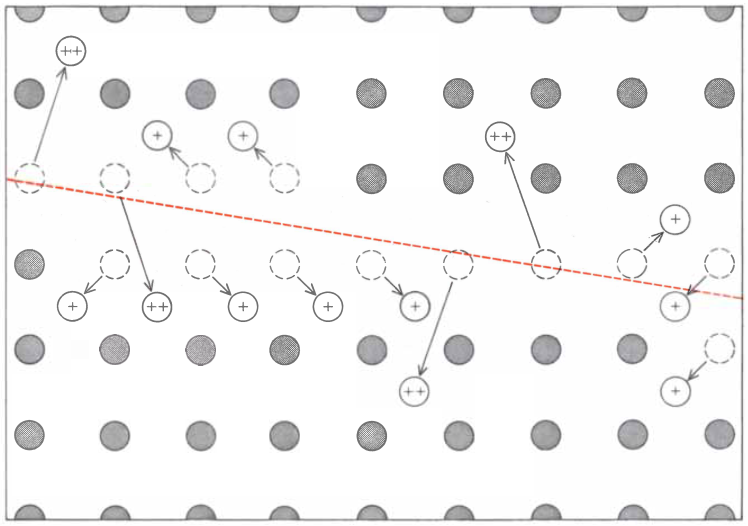 ++
+ + ++
+
+ ++ + + + +
++ +